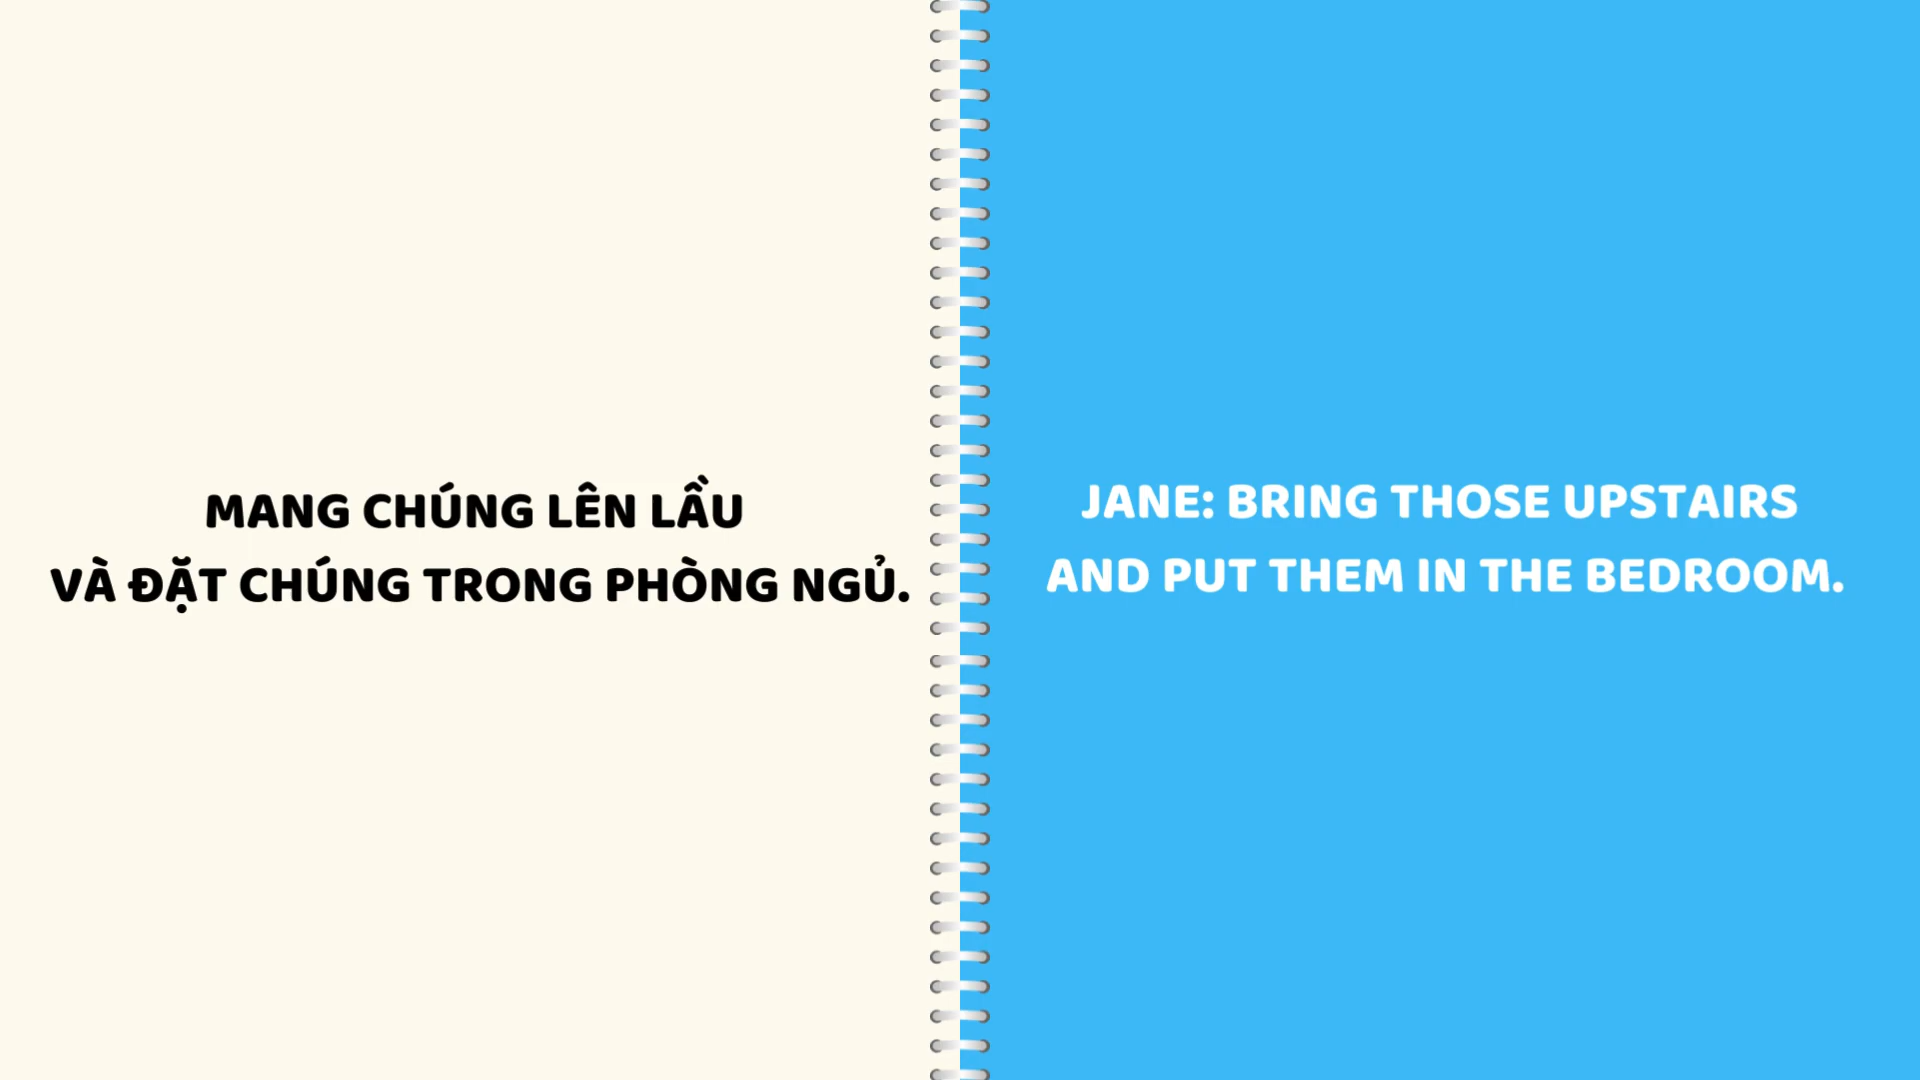 MANG CHÚNG LÊN LẦU
VÀ ĐẶT CHÚNG TRONG PHÒNG NGỦ.
JANE: BRING THOSE UPSTAIRS
AND PUT THEM IN THE BEDROOM.